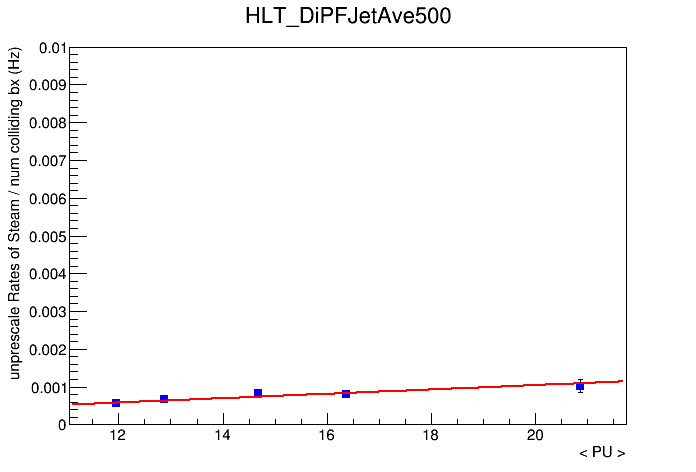 HLT_DiPFJetAve500
unprescale Rates of Steam / num colliding bx (Hz)
0.01
0.009
0.008
0.007
0.006
0.005
0.004
0.003
0.002
0.001
0
12 14 16 18 20
< PU >